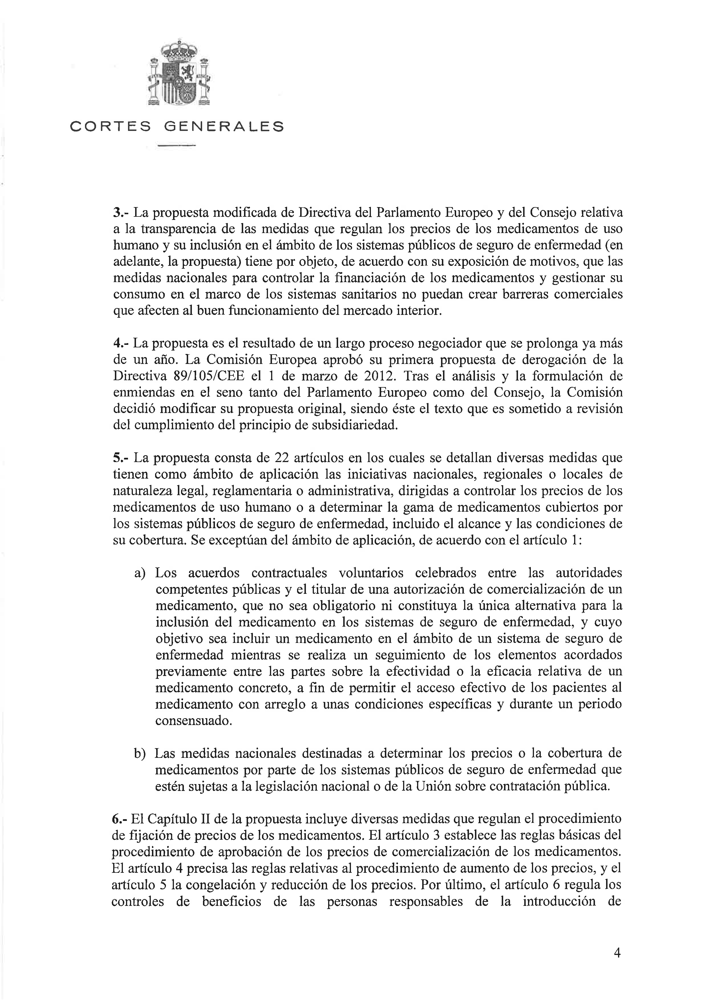 CORTES GENERALES
3.- La propuesta modificada de Directiva del Parlamento Europeo y del Consejo relativa
a la transparencia de las medidas que regulan los precios de los medicamentos de uso
humano y su inclusión en el ámbito de los sistemas públicos de seguro de enfermedad (en
adelante, la propuesta) tiene por objeto, de acuerdo con su exposición de motivos, que las
medidas nacionales para controlar la financiación de los medicamentos y gestionar su
consumo en el marco de los sistemas sanitarios no puedan crear barreras comerciales
que afecten al buen funcionamiento del mercado interior.
4.- La propuesta es el resultado de un largo proceso negociador que se prolonga ya más
de un año. La Comisión Europea aprobó su primera propuesta de derogación de la
Directiva 89/105/CEE el 1 de marzo de 2012. Tras el análisis y la formulación de
enmiendas en el seno tanto del Parlamento Europeo como del Consejo, la Comisión
decidió modificar su propuesta original, siendo éste el texto que es sometido a revisión
del cumplimiento del principio de subsidiariedad.
5.- La propuesta consta de 22 artículos en los cuales se detallan diversas medidas que
tienen como ámbito de aplicación las iniciativas nacionales, regionales o locales de
naturaleza legal, reglamentaria o administrativa, dirigidas a controlar los precios de los
medicamentos de uso humano o a determinar la gama de medicamentos cubiertos por
los sistemas públicos de seguro de enfermedad, incluido el alcance y las condiciones de
su cobertura. Se exceptúan del ámbito de aplicación, de acuerdo con el artículo 1:
a) Los acuerdos contractuales voluntarios celebrados entre las autoridades
competentes públicas y el titular de una autorización de comercialización de un
medicamento, que no sea obligatorio ni constituya la única alternativa para la
inclusión del medicamento en los sistemas de seguro de enfermedad, y cuyo
objetivo sea incluir un medicamento en el ámbito de un sistema de seguro de
enfermedad mientras se realiza un seguimiento de los elementos acordados
previamente entre las partes sobre la efectividad o la eficacia relativa de un
medicamento concreto, a fin de permitir el acceso efectivo de los pacientes al
medicamento con arreglo a unas condiciones específicas y durante un periodo
consensuado.
b) Las medidas nacionales destinadas a determinar los precios o la cobertura de
medicamentos por parte de los sistemas públicos de seguro de enfermedad que
estén sujetas a la legislación nacional o de la Unión sobre contratación pública.
6.- El Capítulo II de la propuesta incluye diversas medidas que regulan el procedimiento
de fijación de precios de los medicamentos. El artículo 3 establece las reglas básicas del
procedimiento de aprobación de los precios de comercialización de los medicamentos.
El artículo 4 precisa las reglas relativas al procedimiento de aumento de los precios, y el
artículo 5 la congelación y reducción de los precios. Por último, el artículo 6 regula los
controles de beneficios de las personas responsables de la introducción de
4